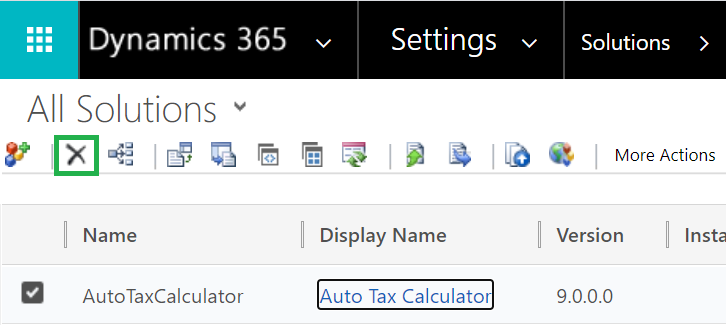 Dynamics 365 Settings Solutions
All Solutions
More Actions
Name Display Name Version Insta
AutoTaxCalculator Auto Tax Calculator 9.0.0.0